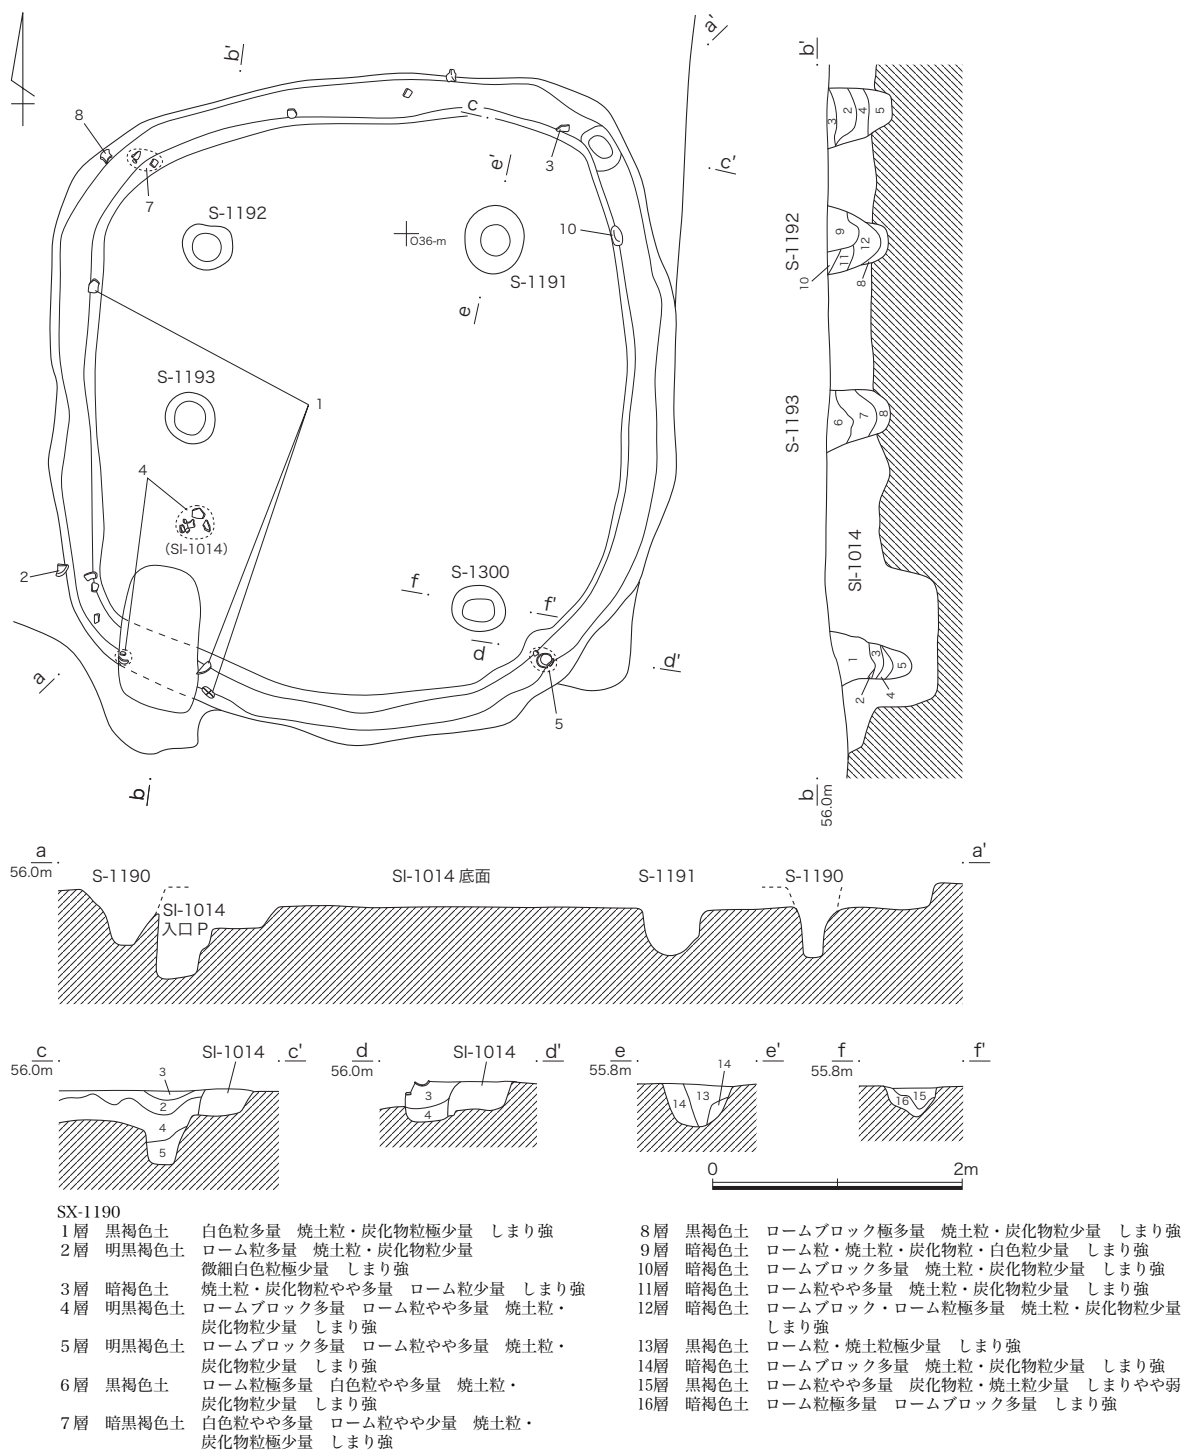 b'
a'
b'
8
c
3
c'
e'
7
S-1192
10
O36-m
S-1191
e
S-1193
1
4
(SI-1014)
2
S-1300
f
f'
d
d'
a
5
b
3
2
4
5
S-1192
9
12
11
10
8
S-1193
6
7
8
SI-1014
1
3
5
2
4
b
56.0m
a
56.0m
S-1190
SI-1014
入口 P
SI-1014 底面
S-1191
S-1190
a'
c
56.0m
SI-1014
c'
3
2
4
5
d
56.0m
SI-1014
d'
3
4
e
55.8m
e'
14
13
14
f
55.8m
f'
16
15
0
2m
SX-1190
1層 黒褐色土 白色粒多量 焼土粒・炭化物粒極少量 しまり強
2層 明黒褐色土 ローム粒多量 焼土粒・炭化物粒少量
微細白色粒極少量 しまり強
3層 暗褐色土 焼土粒・炭化物粒やや多量 ローム粒少量 しまり強
4層 明黒褐色土 ロームブロック多量 ローム粒やや多量 焼土粒・
炭化物粒少量 しまり強
5層 明黒褐色土 ロームブロック多量 ローム粒やや多量 焼土粒・
炭化物粒少量 しまり強
6層 黒褐色土 ローム粒極多量 白色粒やや多量 焼土粒・
炭化物粒少量 しまり強
7層 暗黒褐色土 白色粒やや多量 ローム粒やや少量 焼土粒・
炭化物粒極少量 しまり強
8層 黒褐色土 ロームブロック極多量 焼土粒・炭化物粒少量 しまり強
9層 暗褐色土 ローム粒・焼土粒・炭化物粒・白色粒少量 しまり強
10層 暗褐色土 ロームブロック多量 焼土粒・炭化物粒少量 しまり強
11層 暗褐色土 ローム粒やや多量 焼土粒・炭化物粒少量 しまり強
12層 暗褐色土 ロームブロック・ローム粒極多量 焼土粒・炭化物粒少量
しまり強
13層 黒褐色土 ローム粒・焼土粒極少量 しまり強
14層 暗褐色土 ロームブロック多量 焼土粒・炭化物粒少量 しまり強
15層 黒褐色土 ローム粒やや多量 炭化物粒・焼土粒少量 しまりやや弱
16層 暗褐色土 ローム粒極多量 ロームブロック多量 しまり強